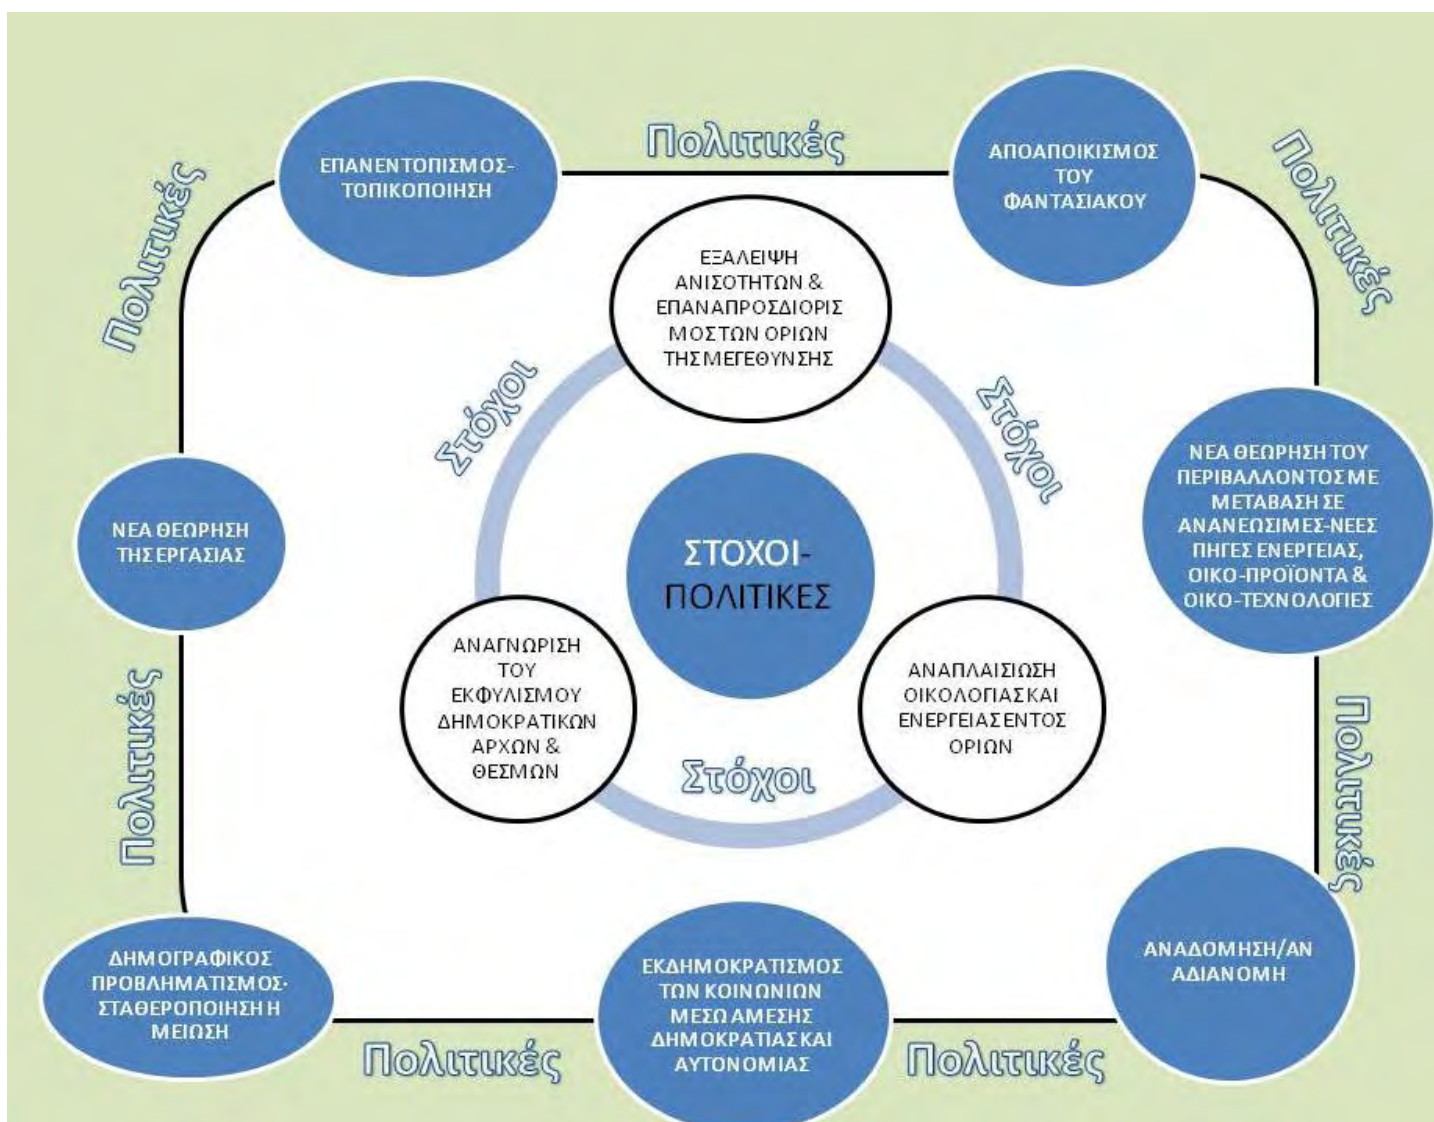 Πολιτικές
ΕΠΑΝΕΝΤΟΠΙΣΜΟΣ-
ΤΟΠΙΚΟΠΟΙΗΣΗ
Πολιτικές
ΑΠΟΑΠΟΙΚΙΣΜΟΣ
ΤΟΥ
ΦΑΝΤΑΣΙΑΚΟΥ
Πολιτικές
ΕΞΑΛΕΙΨΗ
ΑΝΙΣΟΤΗΤΩΝ &
ΕΠΑΝΑΠΡΟΣΔΙΟΡΙΣ
ΜΟΣ ΤΩΝ ΟΡΙΩΝ
ΤΗΣ ΜΕΓΕΘΥΝΣΗΣ
Στόχοι
Στόχοι
ΝΕΑ ΘΕΩΡΗΣΗ
ΤΗΣ ΕΡΓΑΣΙΑΣ
ΣΤΟΧΟΙ-
ΠΟΛΙΤΙΚΕΣ
ΝΕΑ ΘΕΩΡΗΣΗ ΤΟΥ
ΠΕΡΙΒΑΛΛΟΝΤΟΣ ΜΕ
ΜΕΤΑΒΑΣΗ ΣΕ
ΑΝΑΝΕΩΣΙΜΕΣ-ΝΕΕΣ
ΠΗΓΕΣ ΕΝΕΡΓΕΙΑΣ,
ΟΙΚΟ-ΠΡΟΪΟΝΤΑ &
ΟΙΚΟ-ΤΕΧΝΟΛΟΓΙΕΣ
ΑΝΑΓΝΩΡΙΣΗ
ΤΟΥ
ΕΚΦΥΛΙΣΜΟΥ
ΔΗΜΟΚΡΑΤΙΚΩΝ
ΑΡΧΩΝ &
ΘΕΣΜΩΝ
ΑΝΑΠΛΑΙΣΙΩΣΗ
ΟΙΚΟΛΟΓΙΑΣ ΚΑΙ
ΕΝΕΡΓΕΙΑΣ ΕΝΤΟΣ
ΟΡΙΩΝ
Στόχοι
Πολιτικές
Πολιτικές
ΔΗΜΟΓΡΑΦΙΚΟΣ
ΠΡΟΒΛΗΜΑΤΙΣΜΟΣ·
ΣΤΑΘΕΡΟΠΟΙΗΣΗ Η
ΜΕΙΩΣΗ
ΕΚΔΗΜΟΚΡΑΤΙΣΜΟΣ
ΤΩΝ ΚΟΙΝΩΝΙΩΝ
ΜΕΣΩ ΑΜΕΣΗΣ
ΔΗΜΟΚΡΑΤΙΑΣ ΚΑΙ
ΑΥΤΟΝΟΜΙΑΣ
ΑΝΑΔΟΜΗΣΗ/ΑΝ
ΑΔΙΑΝΟΜΗ
Πολιτικές
Πολιτικές